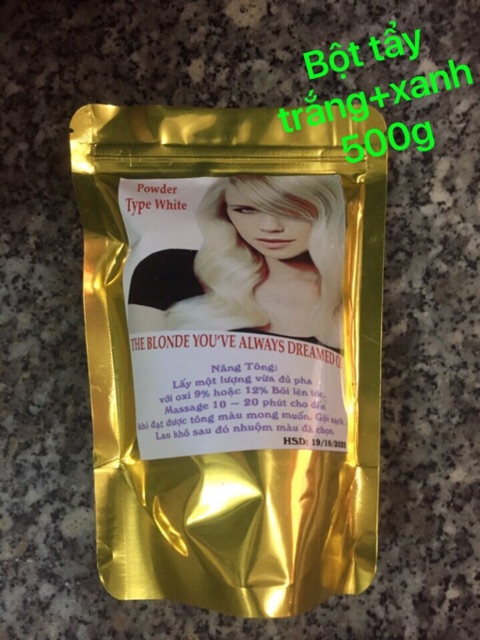 Bột tẩy
trắng+xanh
500g
Powder
Type White
THE BLONDE YOU'VE ALWAYS DREAMED O
Nâng Tông:
Lấy một lượng vừa đủ pha
với oxi 9% hoặc 12% Bôi lên tóc.
Massage 10 ~ 20 phút cho đến
khi đạt được tông màu mong muốn. Gội sạch
Lau khô sau đó nhuộm màu đã chọn.
HSD: 19/10/2020